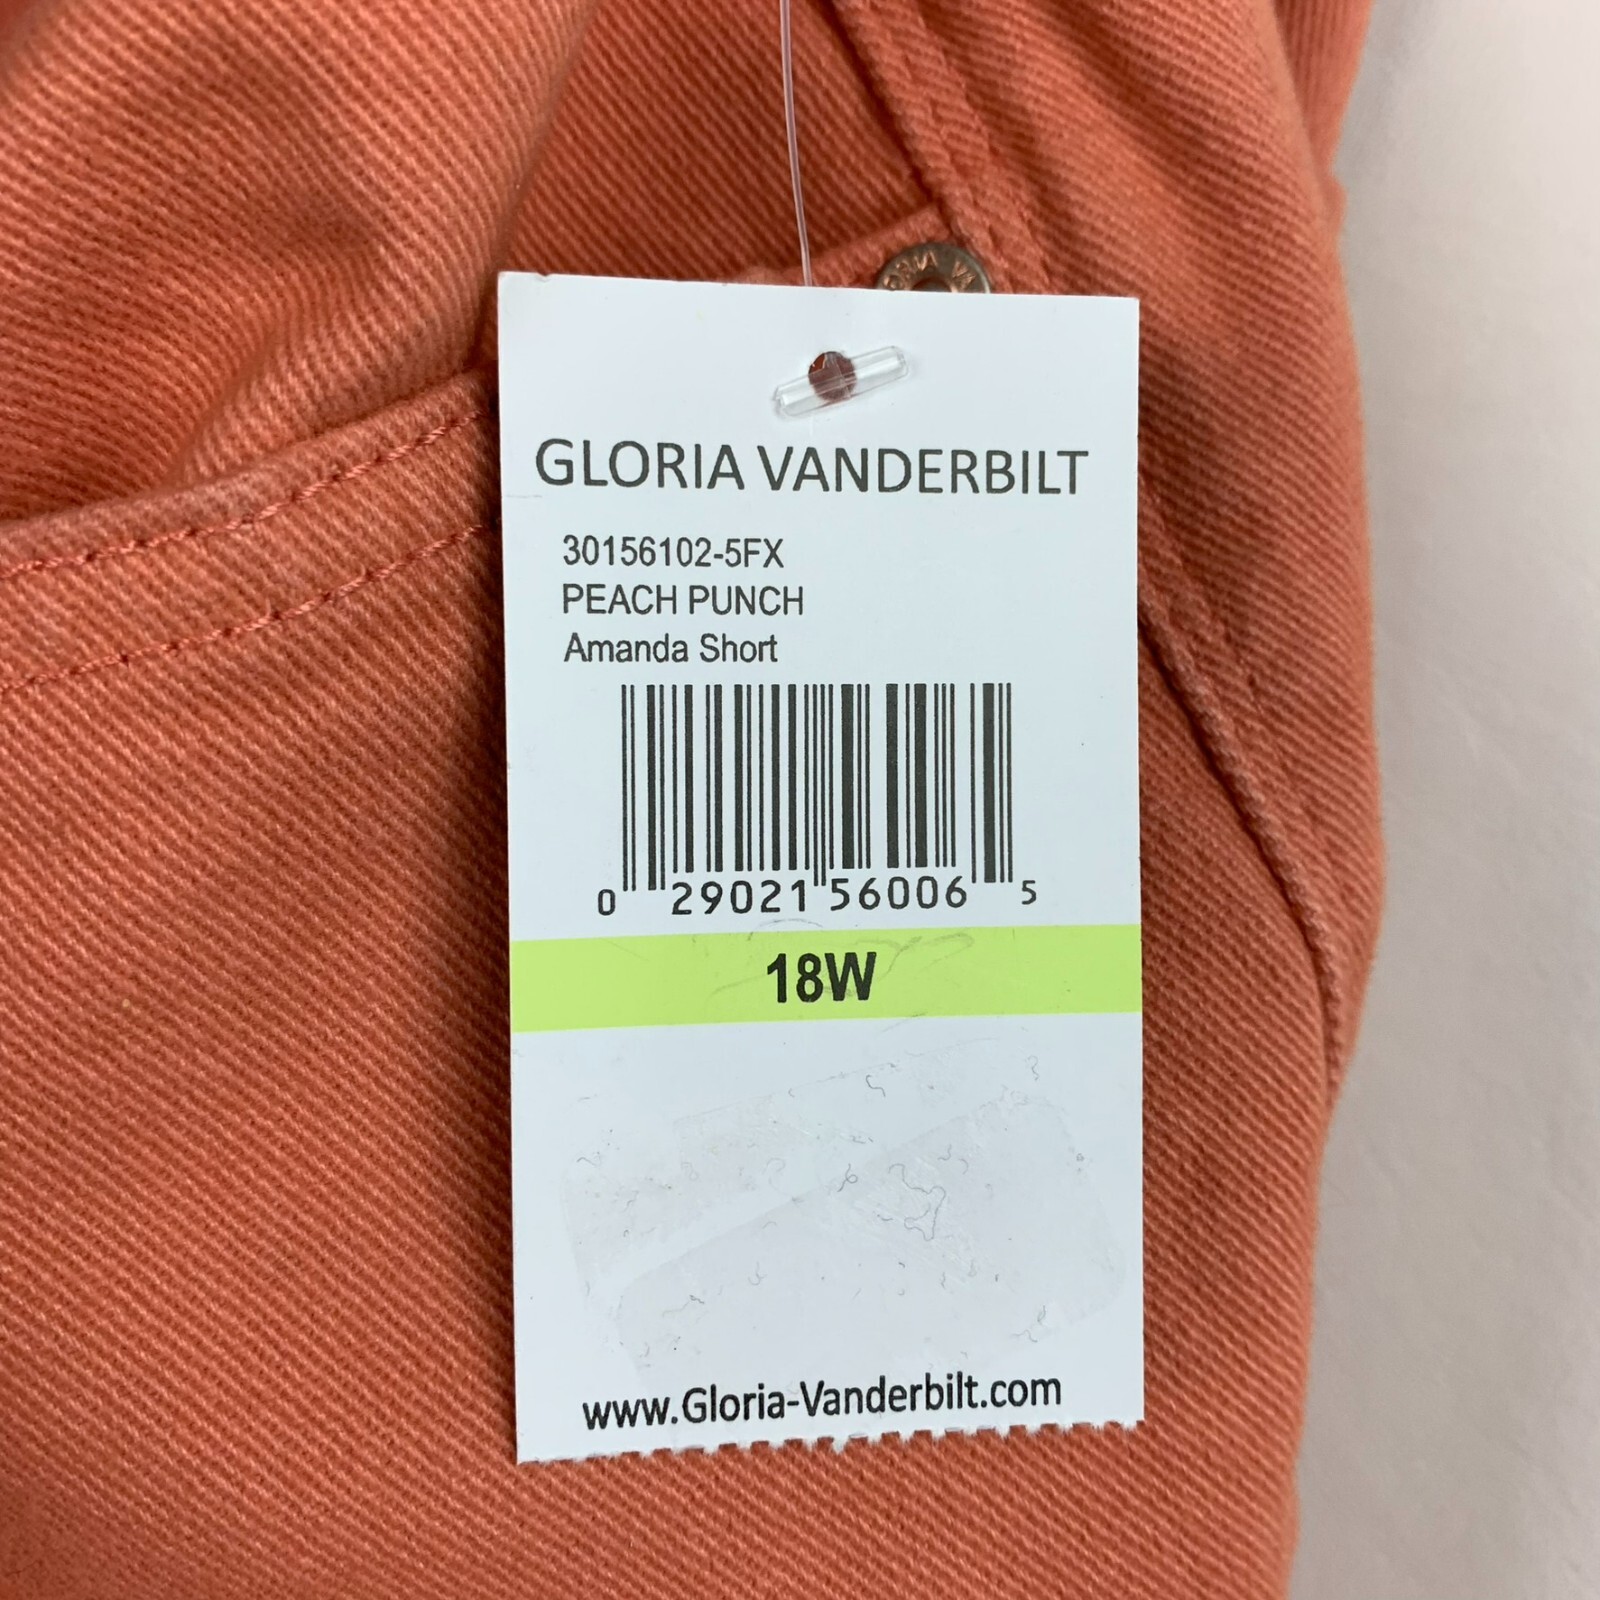 GLORIA VANDERBILT
30156102-5FX
PEACH PUNCH
Amanda Short
0 29021 56006 5
18W
www.Gloria-Vanderbilt.com